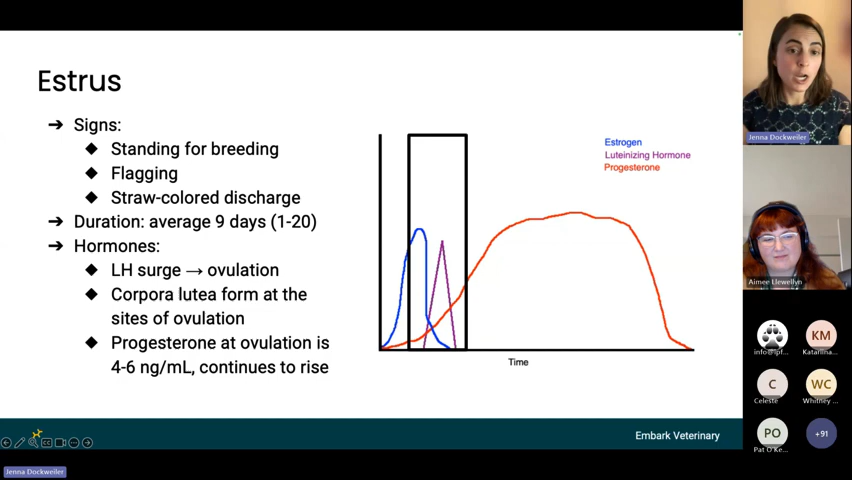 Estrus
➔ Signs:
◆ Standing for breeding
◆ Flagging
◆ Straw-colored discharge
➔ Duration: average 9 days (1-20)
➔ Hormones:
◆ LH surge → ovulation
◆ Corpora lutea form at the
sites of ovulation
◆ Progesterone at ovulation is
4-6 ng/mL, continues to rise
Estrogen
Luteinizing Hormone
Progesterone
Time
Embark Veterinary
Jenna Dockweiler
Jenna Dockweiler
Aimee Llewellyn
info@ipf...
KM
Katariina...
C
Celeste
WC
Whitney ...
PO
Pat O'Ke...
+91